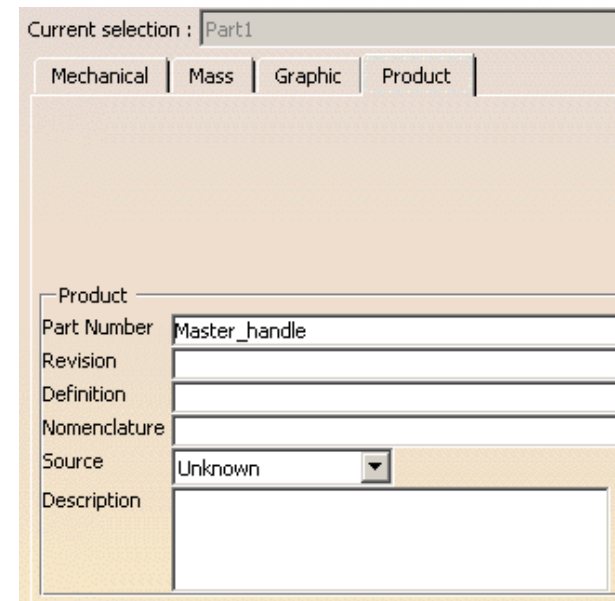 Current selection : Part1
Mechanical Mass Graphic Product
Product
Part Number Master_handle
Revision
Definition
Nomenclature
Source Unknown
Description